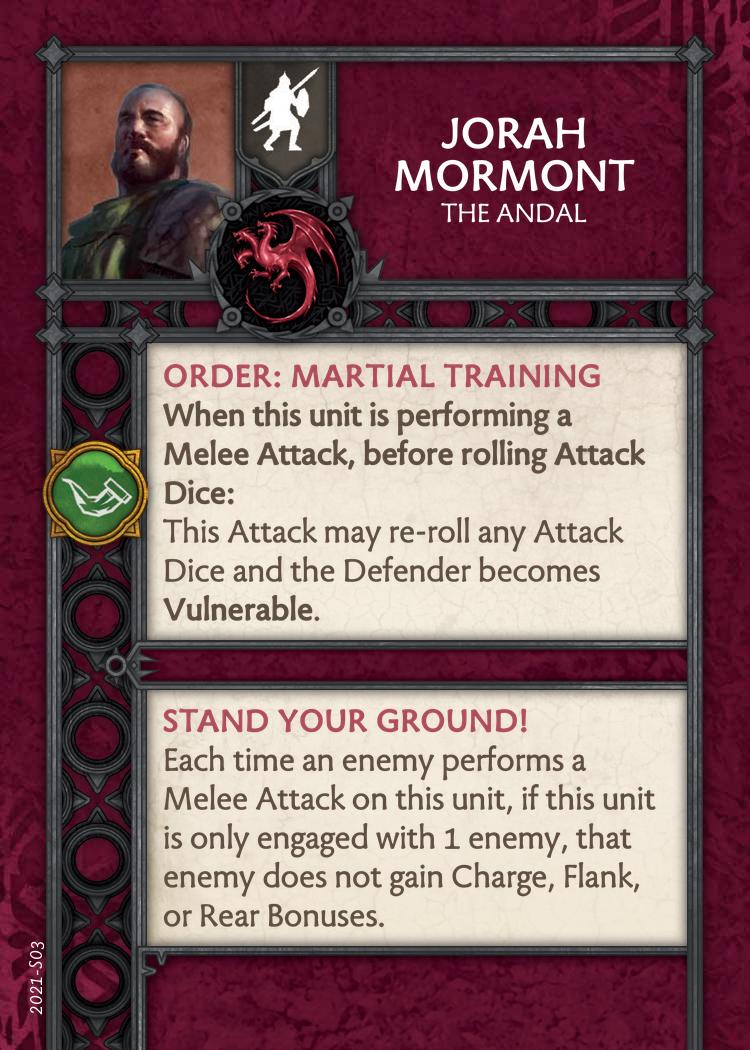 JORAH
MORMONT
THE ANDAL
ORDER: MARTIAL TRAINING
When this unit is performing a
Melee Attack, before rolling Attack
Dice:
This Attack may re-roll any Attack
Dice and the Defender becomes
Vulnerable.
STAND YOUR GROUND!
Each time an enemy performs a
Melee Attack on this unit, if this unit
is only engaged with 1 enemy, that
enemy does not gain Charge, Flank,
or Rear Bonuses.
2021-S03